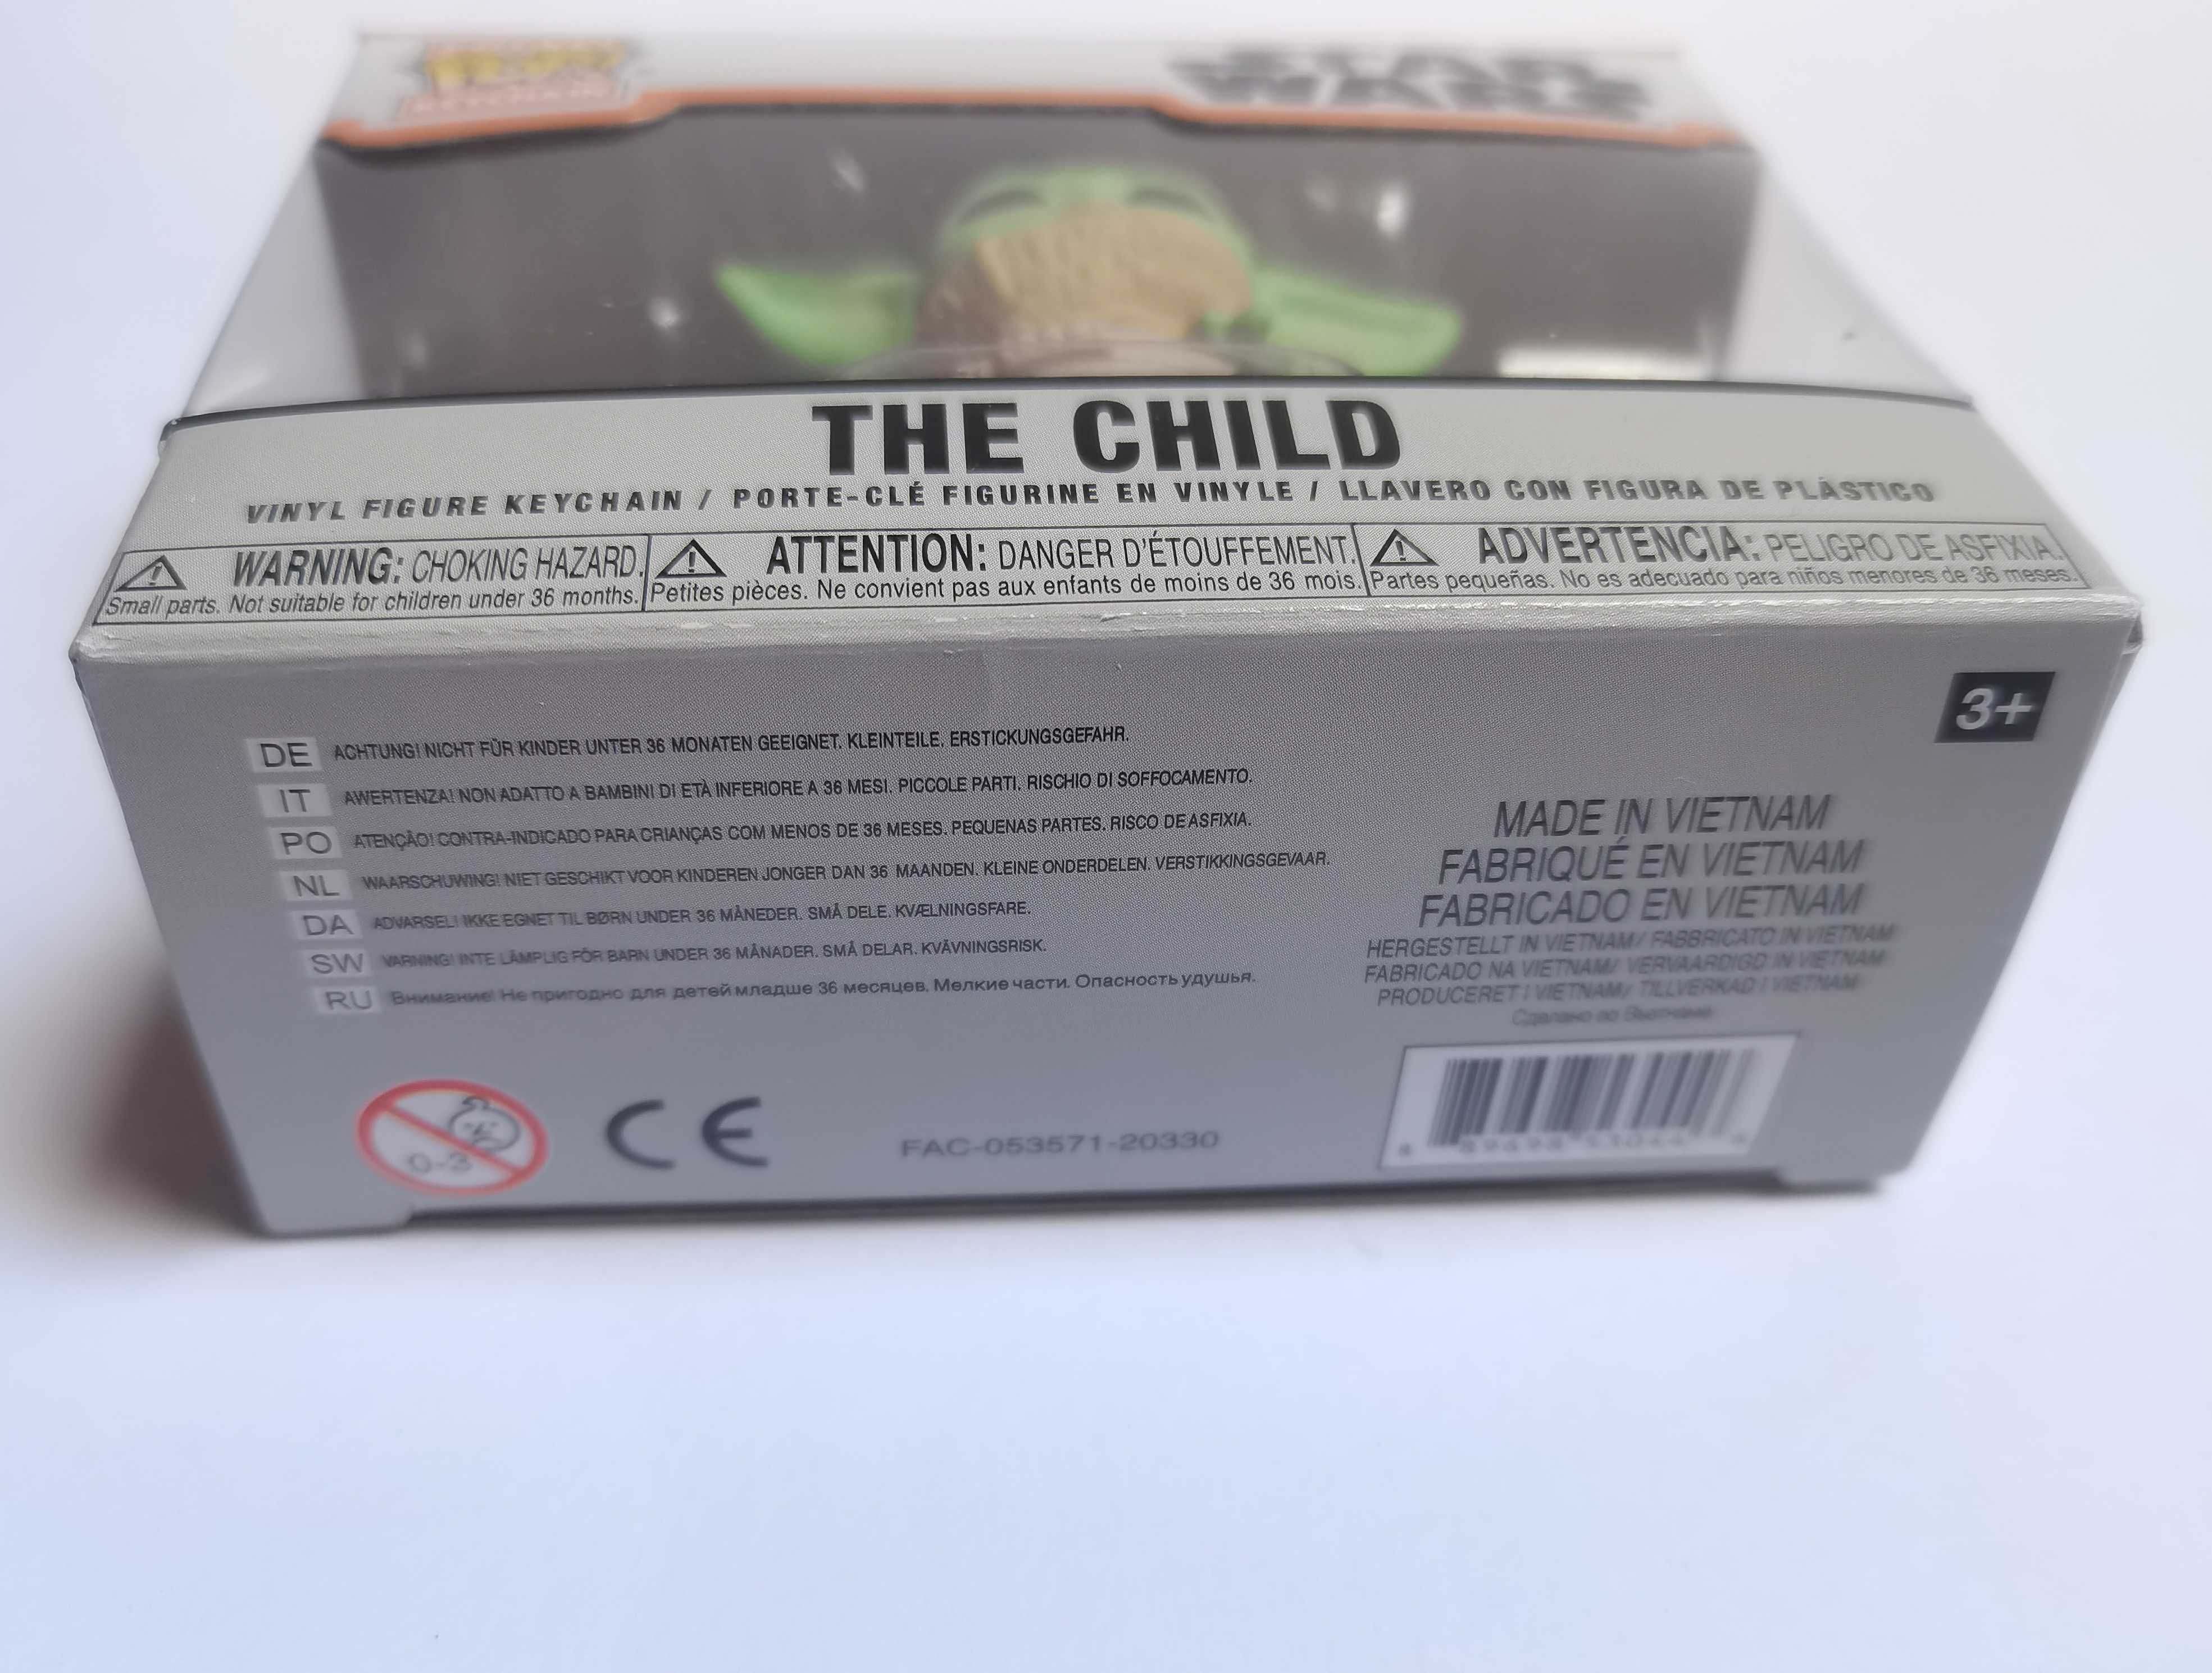 STAR
WARS
THE CHILD
VINYL FIGURE KEYCHAIN / PORTE-CLÉ FIGURINE EN VINYLE / LLAVERO CON FIGURA DE PLÁSTICO
WARNING: CHOKING HAZARD.
Small parts. Not suitable for children under 36 months.
ATTENTION: DANGER D'ÉTOUFFEMENT.
Petites pièces. Ne convient pas aux enfants de moins de 36 mois.
ADVERTENCIA: PELIGRO DE ASFIXIA.
Partes pequeñas. No es adecuado para niños menores de 36 meses.
3+
DE ACHTUNG! NICHT FÜR KINDER UNTER 36 MONATEN GEEIGNET. KLEINTEILE. ERSTICKUNGSGEFAHR.
IT AWERTENZA! NON ADATTO A BAMBINI DI ETÀ INFERIORE A 36 MESI. PICCOLE PARTI. RISCHIO DI SOFFOCAMENTO.
PO ATENÇÃO! CONTRA-INDICADO PARA CRIANÇAS COM MENOS DE 36 MESES. PEQUENAS PARTES. RISCO DE ASFIXIA.
NL WAARSCHUWING! NIET GESCHIKT VOOR KINDEREN JONGER DAN 36 MAANDEN. KLEINE ONDERDELEN. VERSTIKKINGSGEVAAR.
DA ADVARSEL! IKKE EGNET TIL BØRN UNDER 36 MÅNEDER. SMÅ DELE. KVÆLNINGSFARE.
SW VARNING! INTE LÄMPLIG FÖR BARN UNDER 36 MÅNADER. SMÅ DELAR. KVÄVNINGSRISK.
RU Внимание! Не пригодно для детей младше 36 месяцев. Мелкие части. Опасность удушья.
MADE IN VIETNAM
FABRIQUÉ EN VIETNAM
FABRICADO EN VIETNAM
HERGESTELLT IN VIETNAM/ FABBRICATO IN VIETNAM
FABRICADO NA VIETNAM/ VERVAARDIGD IN VIETNAM
PRODUCERET I VIETNAM/ TILLVERKAD I VIETNAM
Сделано во Вьетнаме
0-3
CE
FAC-053571-20330